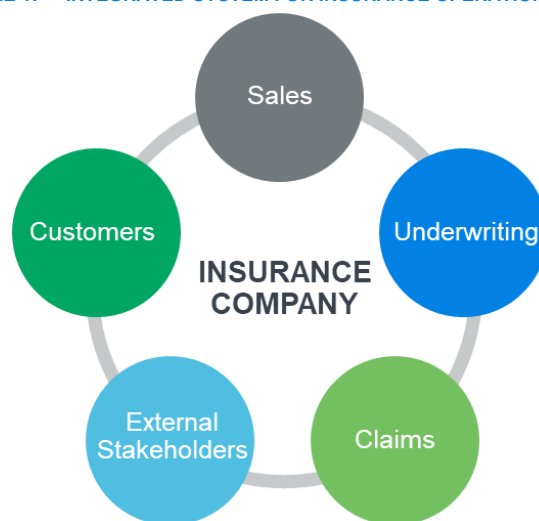 Sales
Customers
Underwriting
INSURANCE
COMPANY
External
Stakeholders
Claims